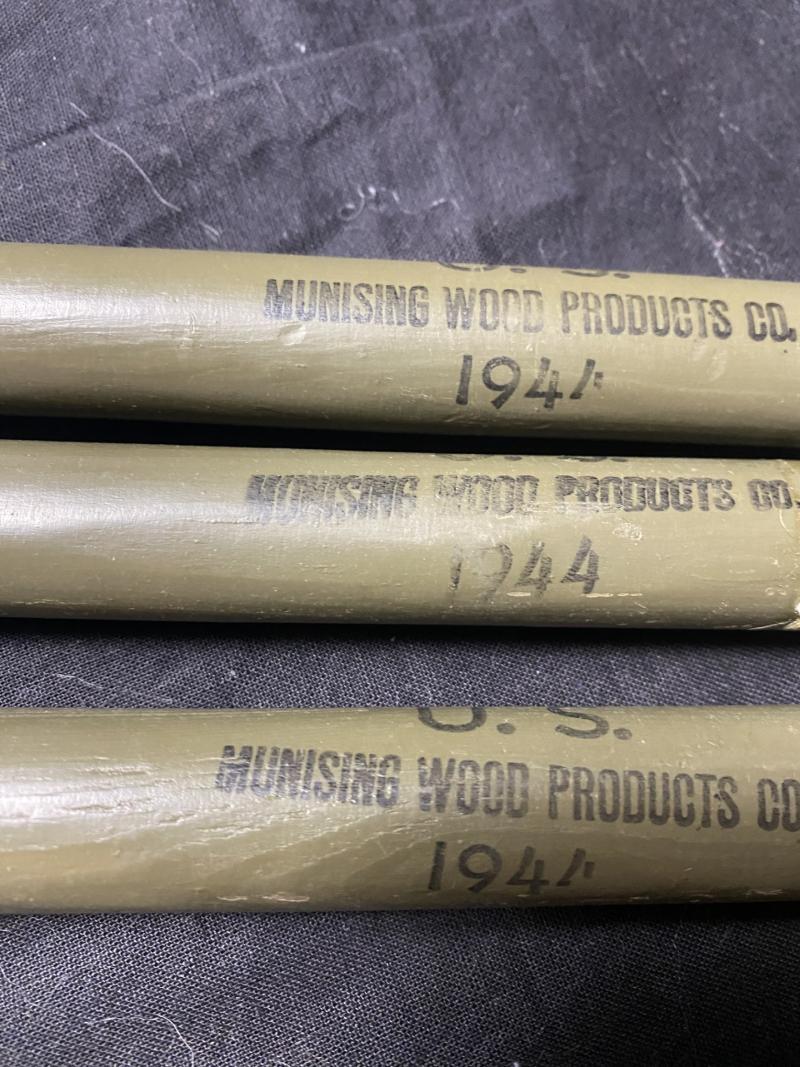 U. S.
MUNISING WOOD PRODUCTS CO.
1944
U. S.
MUNISING WOOD PRODUCTS CO.
1944
U. S.
MUNISING WOOD PRODUCTS CO
1944